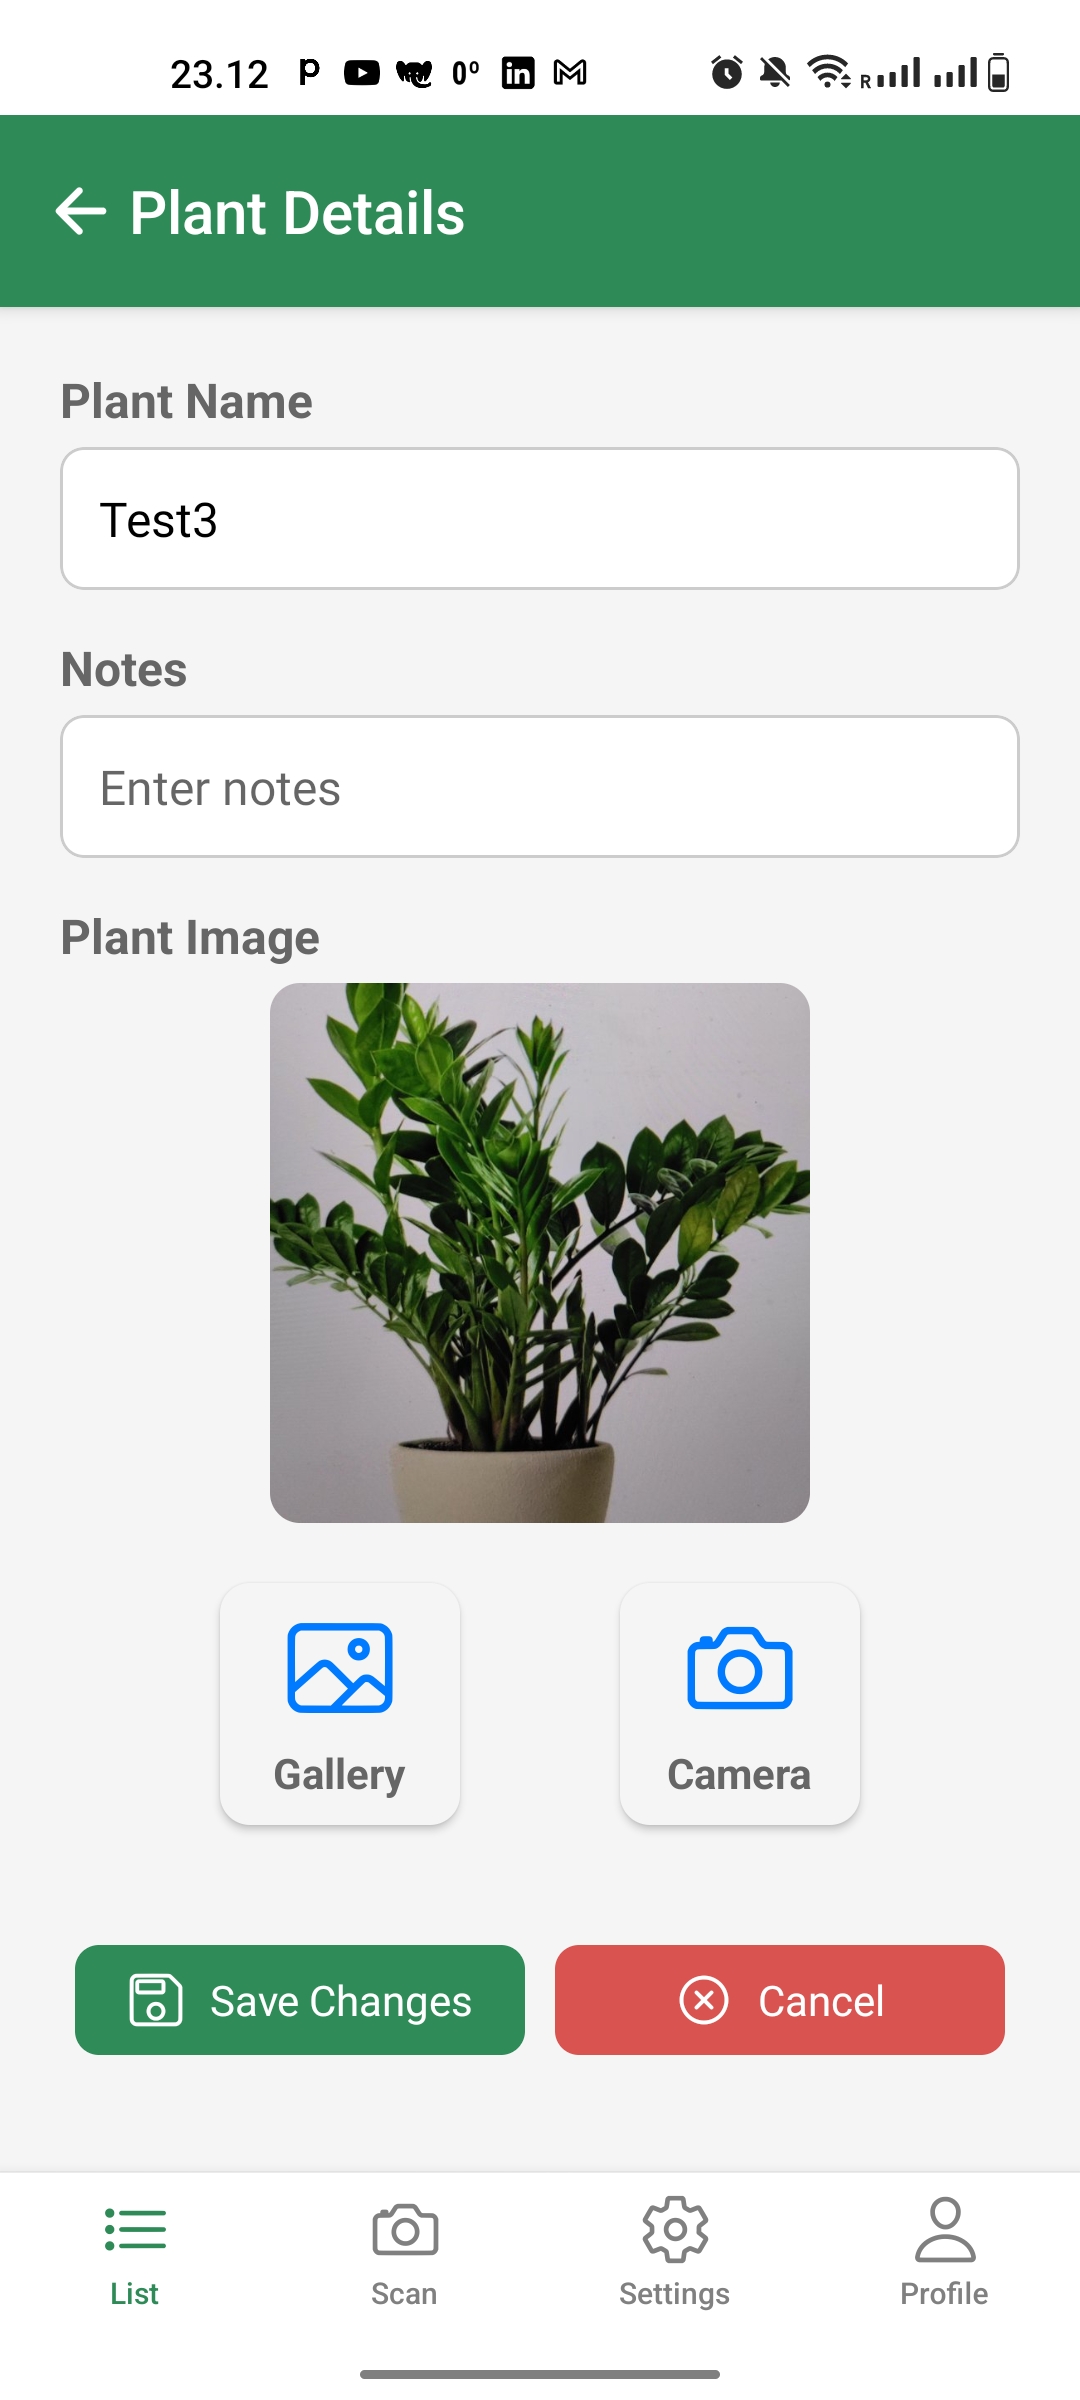 23.12 0° R
Plant Details
Plant Name
Test3
Notes
Enter notes
Plant Image
Gallery Camera
Save Changes Cancel
List Scan Settings Profile